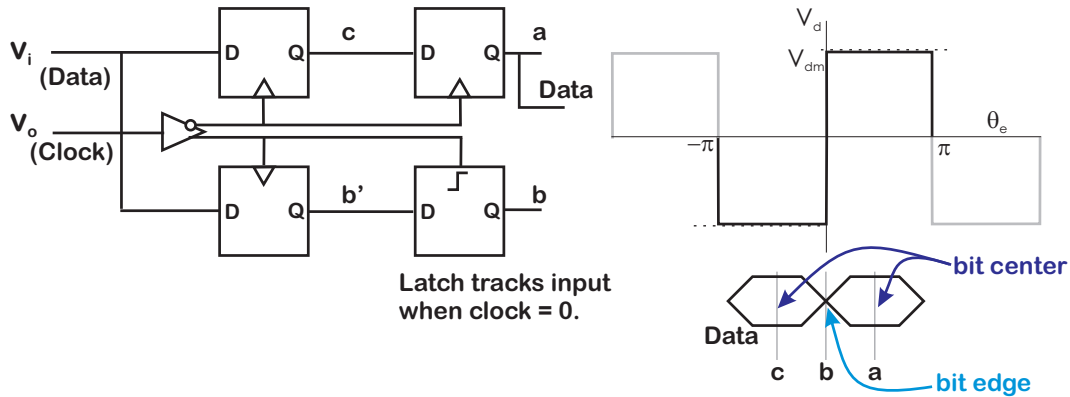 V_i
(Data)
V_o
(Clock)
D
Q
c
D
Q
a
Data
D
Q
b’
D
Q
b
Latch tracks input
when clock = 0.
V_d
V_dm
θ_e
−π
π
bit center
Data
c
b
a
bit edge